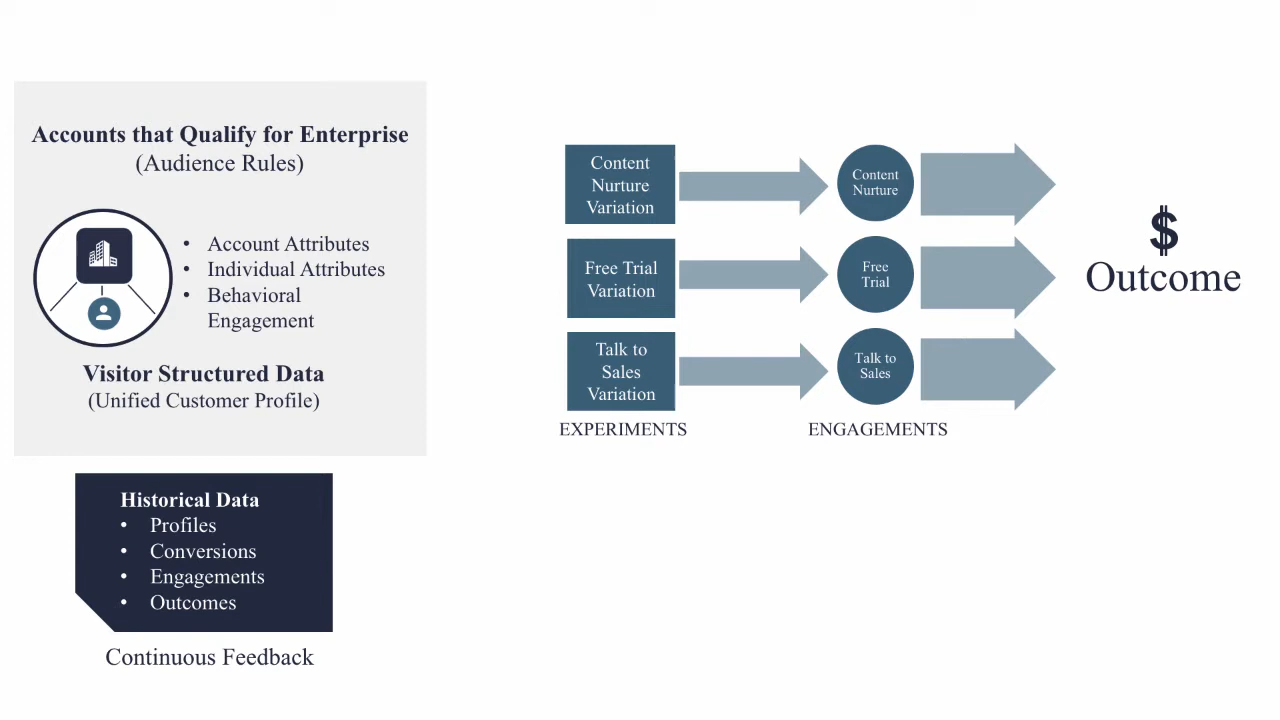 Accounts that Qualify for Enterprise
(Audience Rules)
• Account Attributes
• Individual Attributes
• Behavioral
Engagement
Visitor Structured Data
(Unified Customer Profile)
Historical Data
• Profiles
• Conversions
• Engagements
• Outcomes
Continuous Feedback
Content
Nurture
Variation
Free Trial
Variation
Talk to
Sales
Variation
EXPERIMENTS
Content
Nurture
Free
Trial
Talk to
Sales
ENGAGEMENTS
$
Outcome